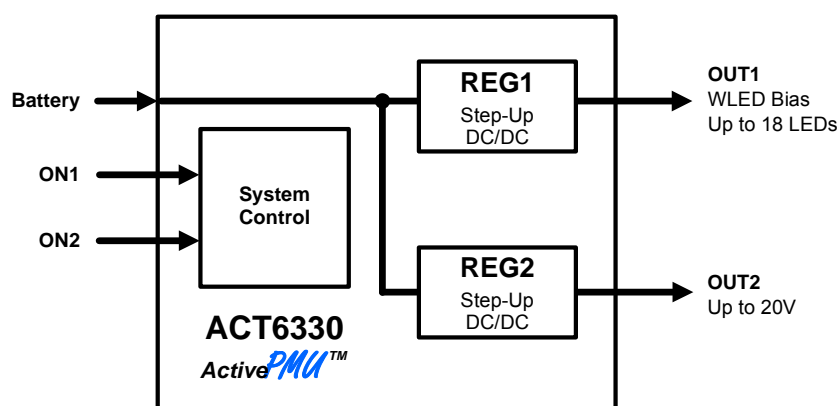 Battery
ON1
ON2
System
Control
REG1
Step-Up
DC/DC
OUT1
WLED Bias
Up to 18 LEDs
REG2
Step-Up
DC/DC
OUT2
Up to 20V
ACT6330
ActivePMU™